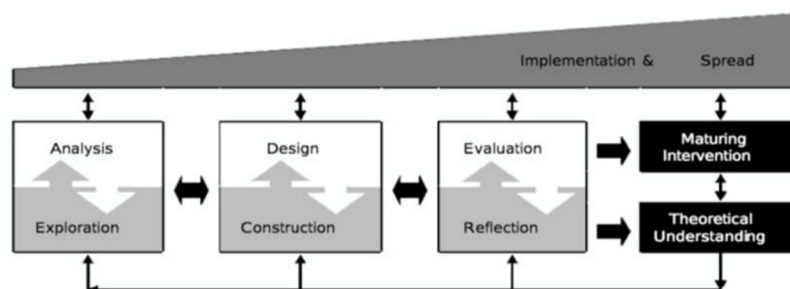 Implementation & Spread
Analysis
Exploration
Design
Construction
Evaluation
Reflection
Maturing
Intervention
Theoretical
Understanding